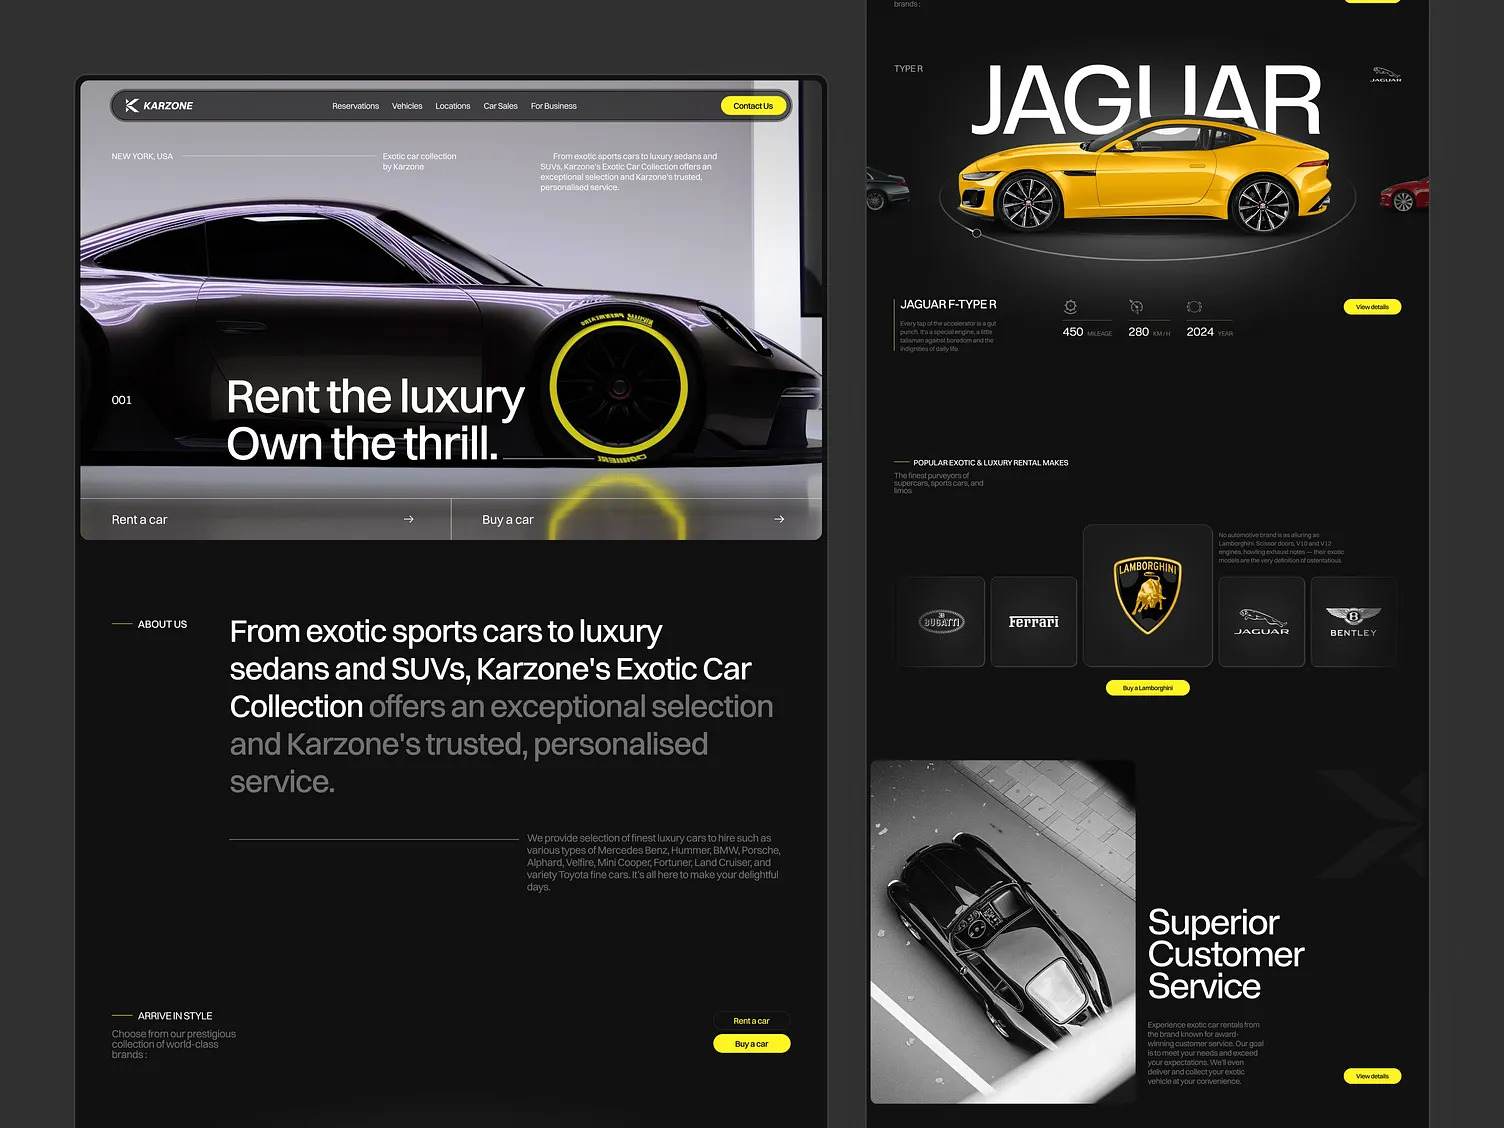 KARZONE
Reservations
Vehicles
Locations
Car Sales
For Business
Contact Us
NEW YORK, USA
Exotic car collection
by Karzone
From exotic sports cars to luxury sedans and
SUVs, Karzone's Exotic Car Collection offers an
exceptional selection and Karzone's trusted,
personalised service.
001
Rent the luxury
Own the thrill.
Rent a car
Buy a car
ABOUT US
From exotic sports cars to luxury
sedans and SUVs, Karzone's Exotic Car
Collection offers an exceptional selection
and Karzone's trusted, personalised
service.
We provide selection of finest luxury cars to hire such as
various types of Mercedes Benz, Hummer, BMW, Porsche,
Alphard, Velfire, Mini Cooper, Fortuner, Land Cruiser, and
variety Toyota fine cars. It's all here to make your delightful
days.
ARRIVE IN STYLE
Choose from our prestigious
collection of world-class
brands :
Rent a car
Buy a car
brands :
TYPE R
JAGUAR
JAGUAR
JAGUAR F-TYPE R
Every tap of the accelerator is a gut
punch. It's a special engine, a little
talisman against boredom and the
indignities of daily life.
450 MILEAGE
280 KM/H
2024 YEAR
View details
POPULAR EXOTIC & LUXURY RENTAL MAKES
The finest purveyors of
supercars, sports cars, and
limos
No automotive brand is as alluring as
Lamborghini. Scissor doors, V10 and V12
engines, howling exhaust notes — their exotic
models are the very definition of ostentatious.
BUGATTI
Ferrari
LAMBORGHINI
JAGUAR
B
BENTLEY
Buy a Lamborghini
Superior
Customer
Service
Experience exotic car rentals from
the brand known for award-
winning customer service. Our goal
is to meet your needs and exceed
your expectations. We'll even
deliver and collect your exotic
vehicle at your convenience.
View details